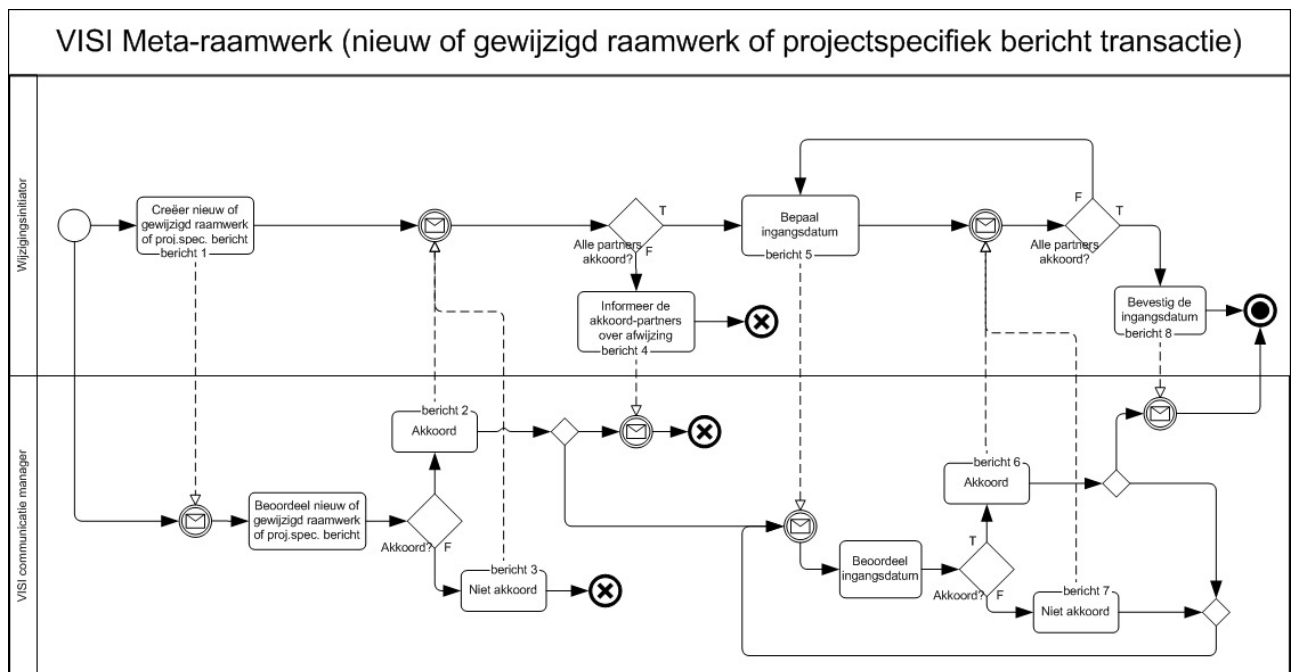 VISI Meta-raamwerk (nieuw of gewijzigd raamwerk of projectspecifiek bericht transactie)
Wijzigingsinitiator
Creëer nieuw of
gewijzigd raamwerk
of proj.spec. bericht
bericht 1
Alle partners
akkoord?
T
F
Informeer de
akkoord-partners
over afwijzing
bericht 4
Bepaal
ingangsdatum
bericht 5
Alle partners
akkoord?
F
T
Bevestig de
ingangsdatum
bericht 8
VISI communicatie manager
Beoordeel nieuw of
gewijzigd raamwerk
of proj.spec. bericht
Akkoord?
F
bericht 2
Akkoord
bericht 3
Niet akkoord
Beoordeel
ingangsdatum
Akkoord?
T
F
bericht 6
Akkoord
bericht 7
Niet akkoord